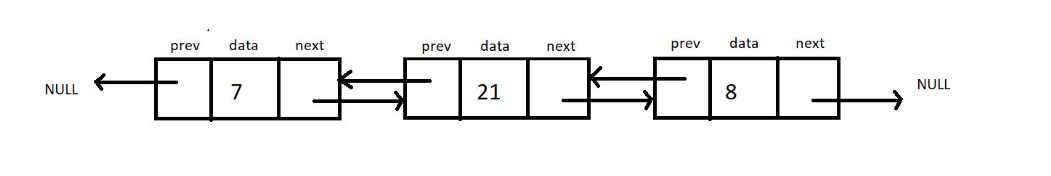 prev data next prev data next prev data next
NULL 7 21 8 NULL